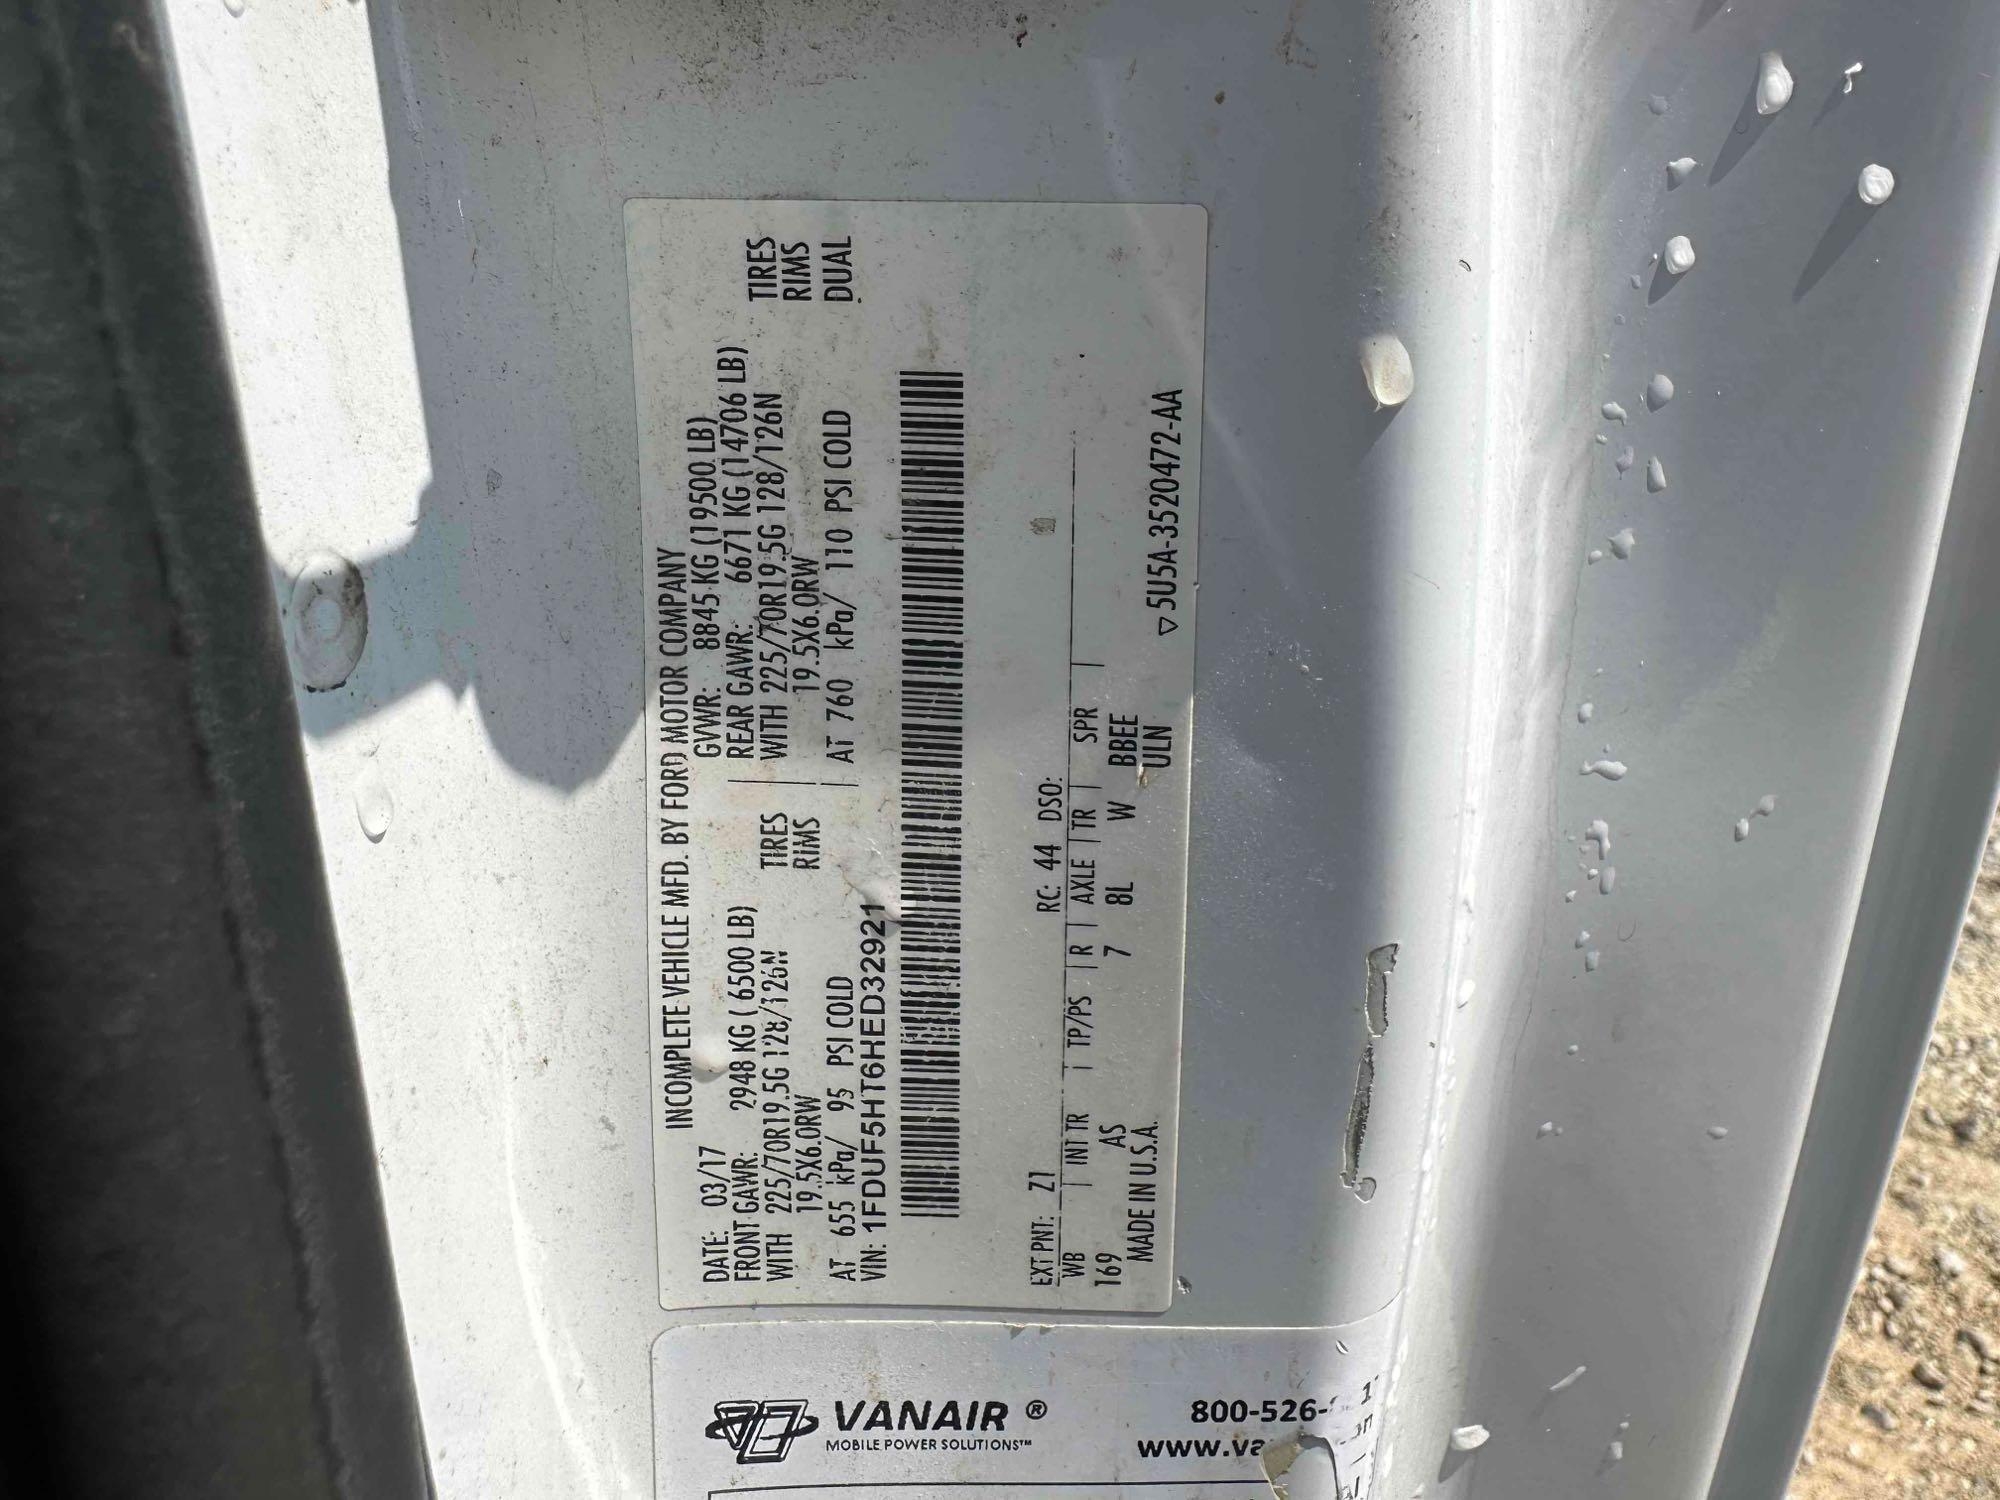 INCOMPLETE VEHICLE MFD. BY FORD MOTOR COMPANY
DATE: 03/17 GVWR: 8845 KG (19500 LB)
FRONT GAWR: 2948 KG ( 6500 LB) REAR GAWR: 6671 KG (14706 LB)
WITH 225/70R19.5G 128/126N TIRES WITH 225/70R19.5G 128/126N TIRES
19.5X6.0RW RIMS 19.5X6.0RW RIMS
AT 655 kPa/ 95 PSI COLD AT 760 kPa/ 110 PSI COLD DUAL
VIN: 1FDUF5HT6HED32921
EXT PNT: Z1 RC: 44 DSO:
WB INT TR TP/PS R AXLE TR SPR
169 AS 7 8L W BBEE
MADE IN U.S.A. ULN
▽ 5U5A-3520472-AA
VANAIR ®
MOBILE POWER SOLUTIONS™
800-526-
www.va